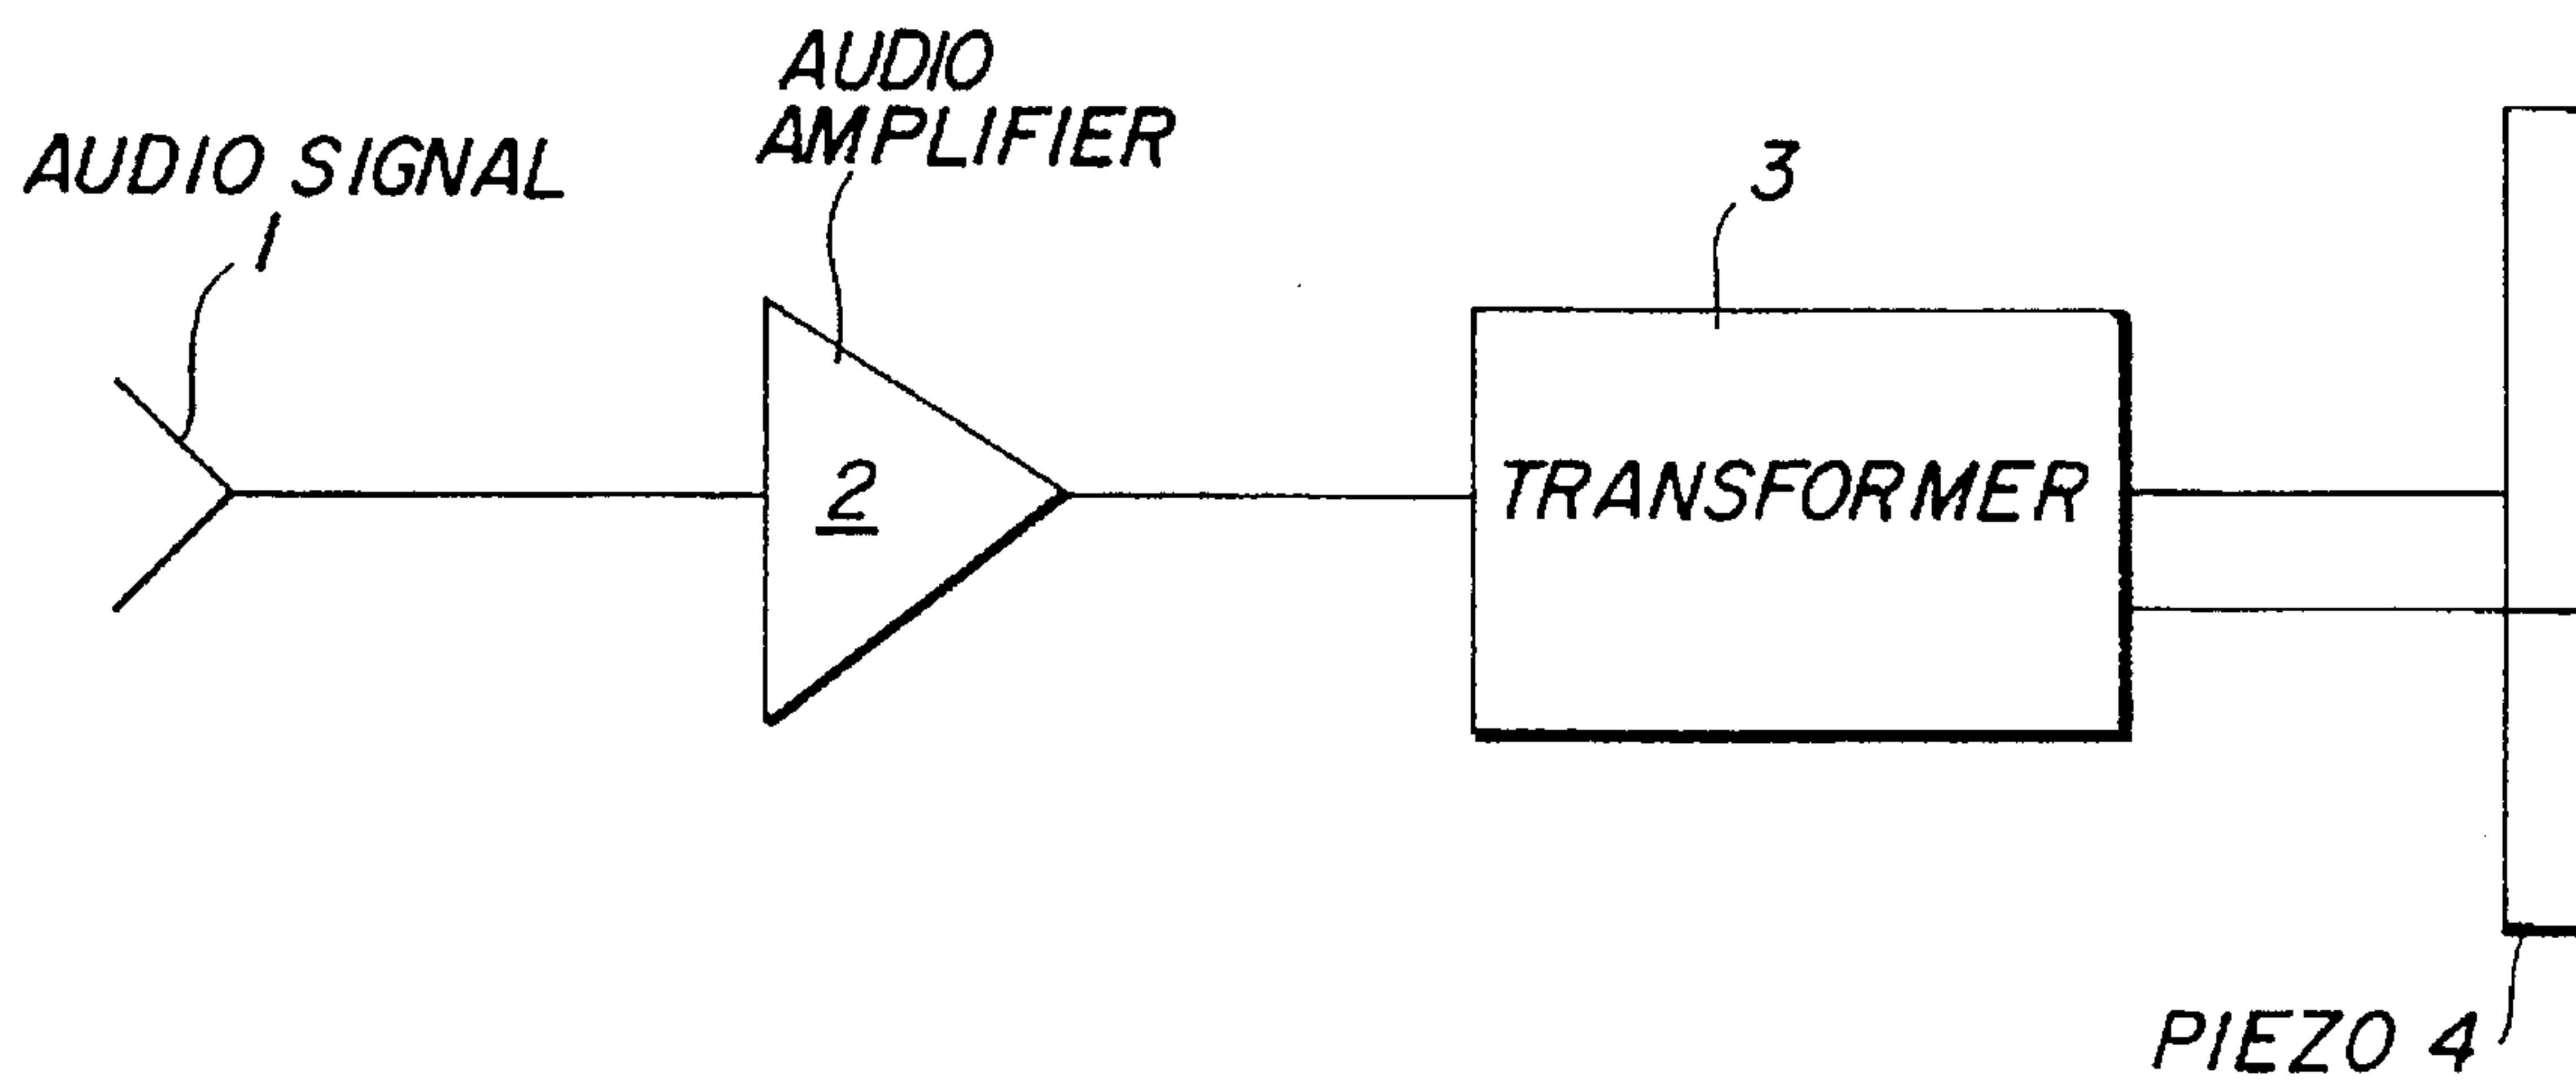 AUDIO SIGNAL
1
AUDIO
AMPLIFIER
2
3
TRANSFORMER
PIEZO 4